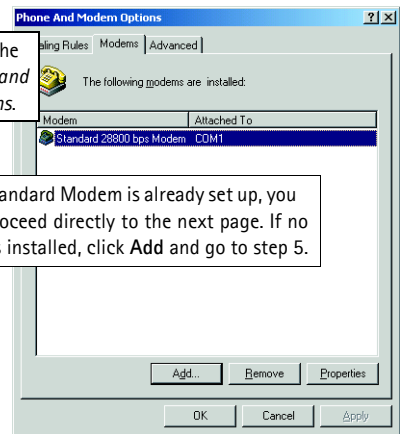 Phone And Modem Options
Modems Advanced
aling Rules
he
and
ns.
The following modems are installed:
Modem Attached To
Standard 28800 bps Modem COM1
andard Modem is already set up, you
oceed directly to the next page. If no
s installed, click Add and go to step 5.
Add... Remove Properties
OK Cancel Apply